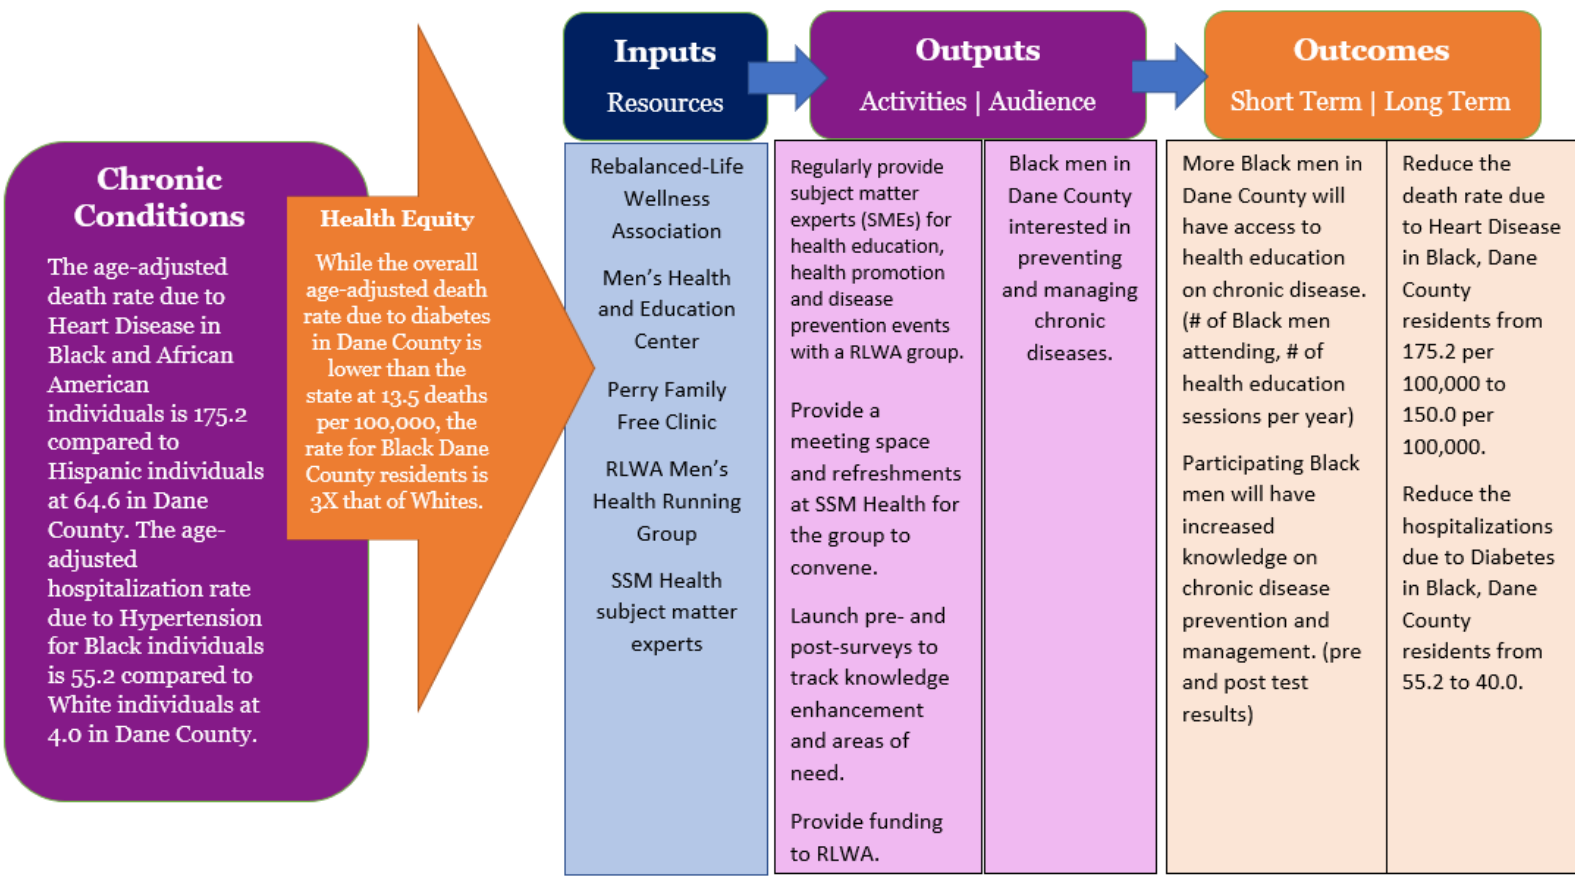 Chronic
Conditions
The age-adjusted
death rate due to
Heart Disease in
Black and African
American
individuals is 175.2
compared to
Hispanic individuals
at 64.6 in Dane
County. The age-
adjusted
hospitalization rate
due to Hypertension
for Black individuals
is 55.2 compared to
White individuals at
4.0 in Dane County.
Health Equity
While the overall
age-adjusted death
rate due to diabetes
in Dane County is
lower than the
state at 13.5 deaths
per 100,000, the
rate for Black Dane
County residents is
3X that of Whites.
Inputs
Resources
Rebalanced-Life
Wellness
Association
Men's Health
and Education
Center
Perry Family
Free Clinic
RLWA Men's
Health Running
Group
SSM Health
subject matter
experts
Outputs
Activities | Audience
Regularly provide
subject matter
experts (SMEs) for
health education,
health promotion
and disease
prevention events
with a RLWA group.
Provide a
meeting space
and refreshments
at SSM Health for
the group to
convene.
Launch pre- and
post-surveys to
track knowledge
enhancement
and areas of
need.
Provide funding
to RLWA.
Black men in
Dane County
interested in
preventing
and managing
chronic
diseases.
Outcomes
Short Term | Long Term
More Black men in
Dane County will
have access to
health education
on chronic disease.
(# of Black men
attending, # of
health education
sessions per year)
Participating Black
men will have
increased
knowledge on
chronic disease
prevention and
management. (pre
and post test
results)
Reduce the
death rate due
to Heart Disease
in Black, Dane
County
residents from
175.2 per
100,000 to
150.0 per
100,000.
Reduce the
hospitalizations
due to Diabetes
in Black, Dane
County
residents from
55.2 to 40.0.